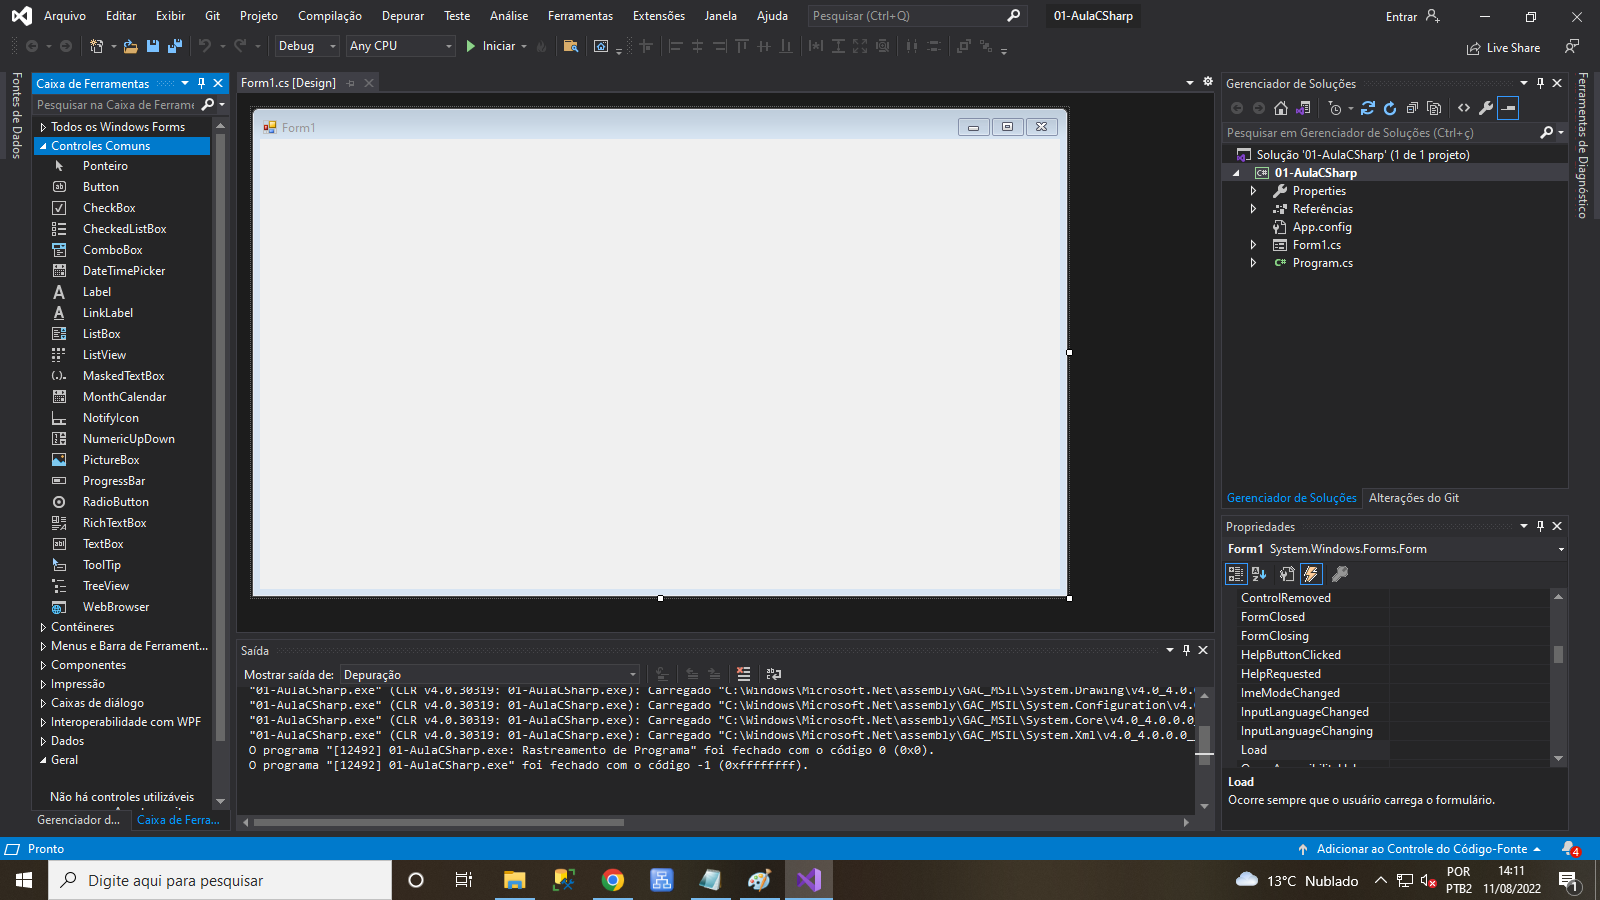 Arquivo Editar Exibir Git Projeto Compilação Depurar Teste Análise Ferramentas Extensões Janela Ajuda Pesquisar (Ctrl+Q) 01-AulaCSharp Entrar
Debug Any CPU Iniciar Live Share
Fontes de Dados
Caixa de Ferramentas
Pesquisar na Caixa de Ferrame
Todos os Windows Forms
Controles Comuns
Ponteiro
Button
CheckBox
CheckedListBox
ComboBox
DateTimePicker
Label
LinkLabel
ListBox
ListView
MaskedTextBox
MonthCalendar
NotifyIcon
NumericUpDown
PictureBox
ProgressBar
RadioButton
RichTextBox
TextBox
ToolTip
TreeView
WebBrowser
Contêineres
Menus e Barra de Ferrament...
Componentes
Impressão
Caixas de diálogo
Interoperabilidade com WPF
Dados
Geral
Não há controles utilizáveis
Gerenciador d... Caixa de Ferra...
Form1.cs [Design]
Form1
Saída
Mostrar saída de: Depuração
"01-AulaCSharp.exe" (CLR v4.0.30319: 01-AulaCSharp.exe): Carregado "C:\Windows\Microsoft.Net\assembly\GAC_MSIL\System.Drawing\v4.0_4.0.0
"01-AulaCSharp.exe" (CLR v4.0.30319: 01-AulaCSharp.exe): Carregado "C:\Windows\Microsoft.Net\assembly\GAC_MSIL\System.Configuration\v4.0
"01-AulaCSharp.exe" (CLR v4.0.30319: 01-AulaCSharp.exe): Carregado "C:\Windows\Microsoft.Net\assembly\GAC_MSIL\System.Core\v4.0_4.0.0.0_
"01-AulaCSharp.exe" (CLR v4.0.30319: 01-AulaCSharp.exe): Carregado "C:\Windows\Microsoft.Net\assembly\GAC_MSIL\System.Xml\v4.0_4.0.0.0_
O programa "[12492] 01-AulaCSharp.exe: Rastreamento de Programa" foi fechado com o código 0 (0x0).
O programa "[12492] 01-AulaCSharp.exe" foi fechado com o código -1 (0xffffffff).
Gerenciador de Soluções
Pesquisar em Gerenciador de Soluções (Ctrl+ç)
Solução '01-AulaCSharp' (1 de 1 projeto)
01-AulaCSharp
Properties
Referências
App.config
Form1.cs
Program.cs
Gerenciador de Soluções Alterações do Git
Propriedades
Form1 System.Windows.Forms.Form
ControlRemoved
FormClosed
FormClosing
HelpButtonClicked
HelpRequested
ImeModeChanged
InputLanguageChanged
InputLanguageChanging
Load
Load
Ocorre sempre que o usuário carrega o formulário.
Ferramentas de Diagnóstico
Pronto Adicionar ao Controle do Código-Fonte 4
Digite aqui para pesquisar 13°C Nublado POR PTB2 14:11 11/08/2022 1